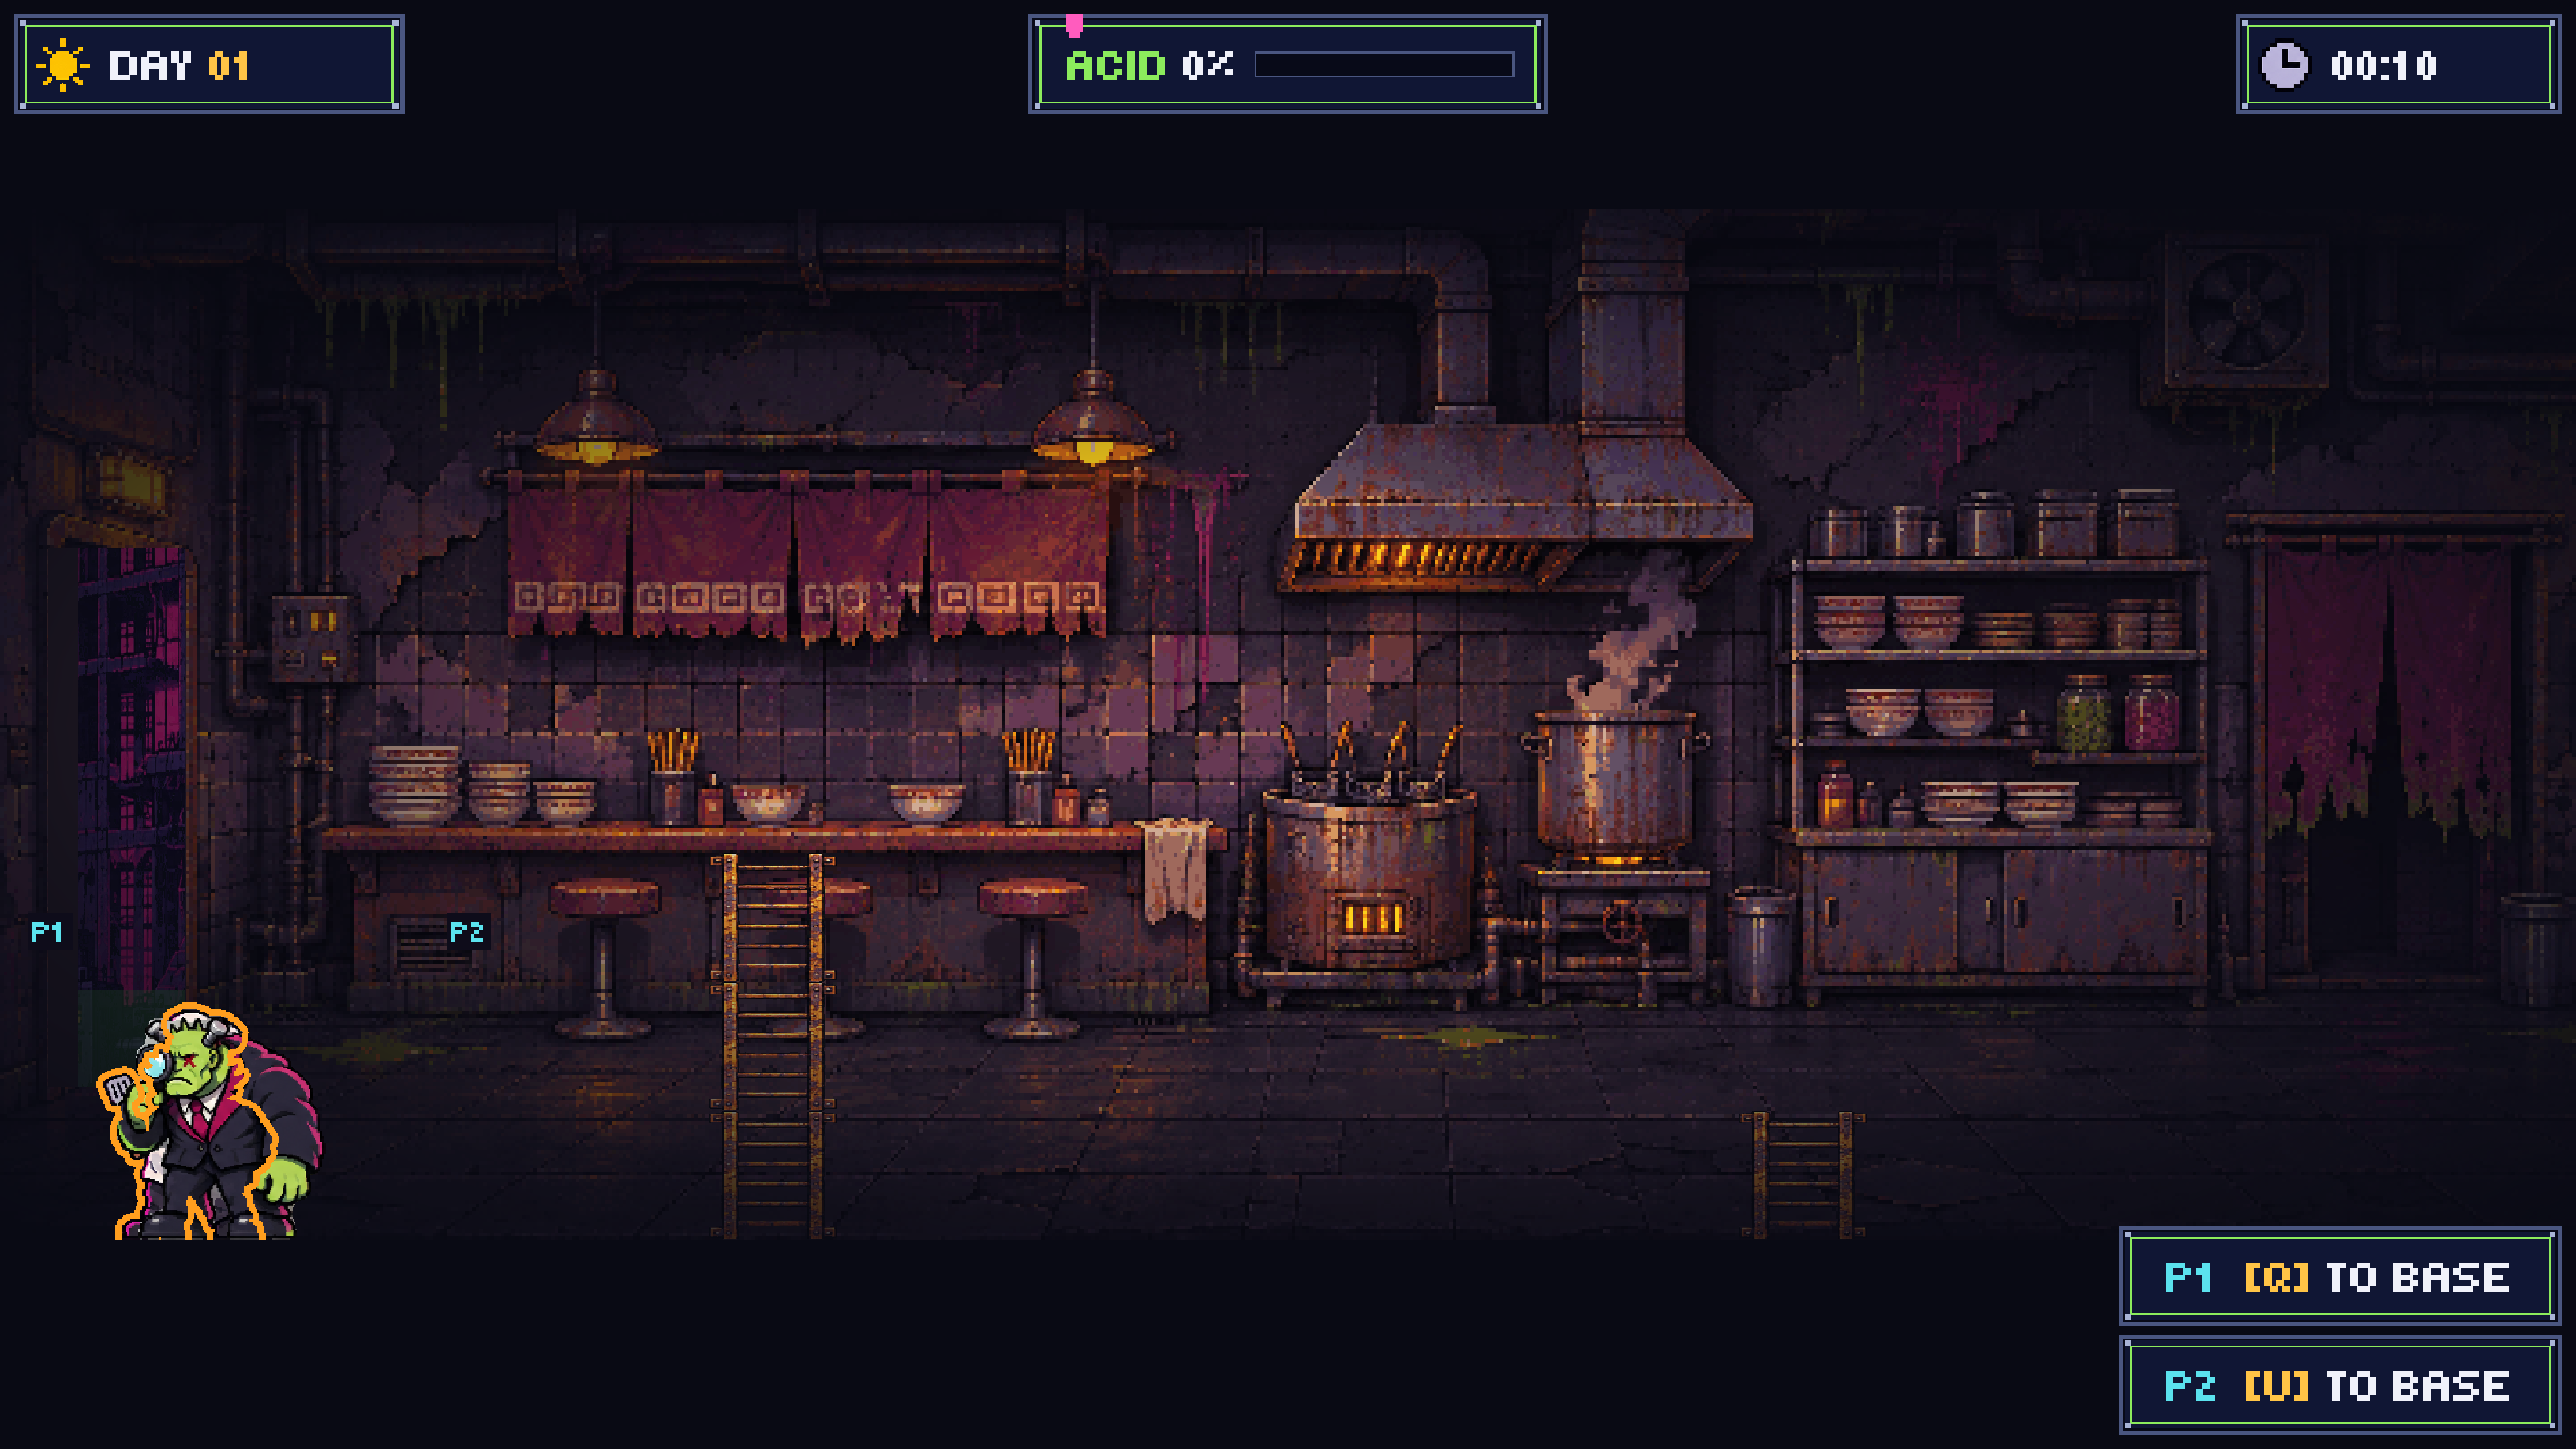 DAY 01
ACID 0%
00:10
P1
P2
P1 [Q] TO BASE
P2 [U] TO BASE